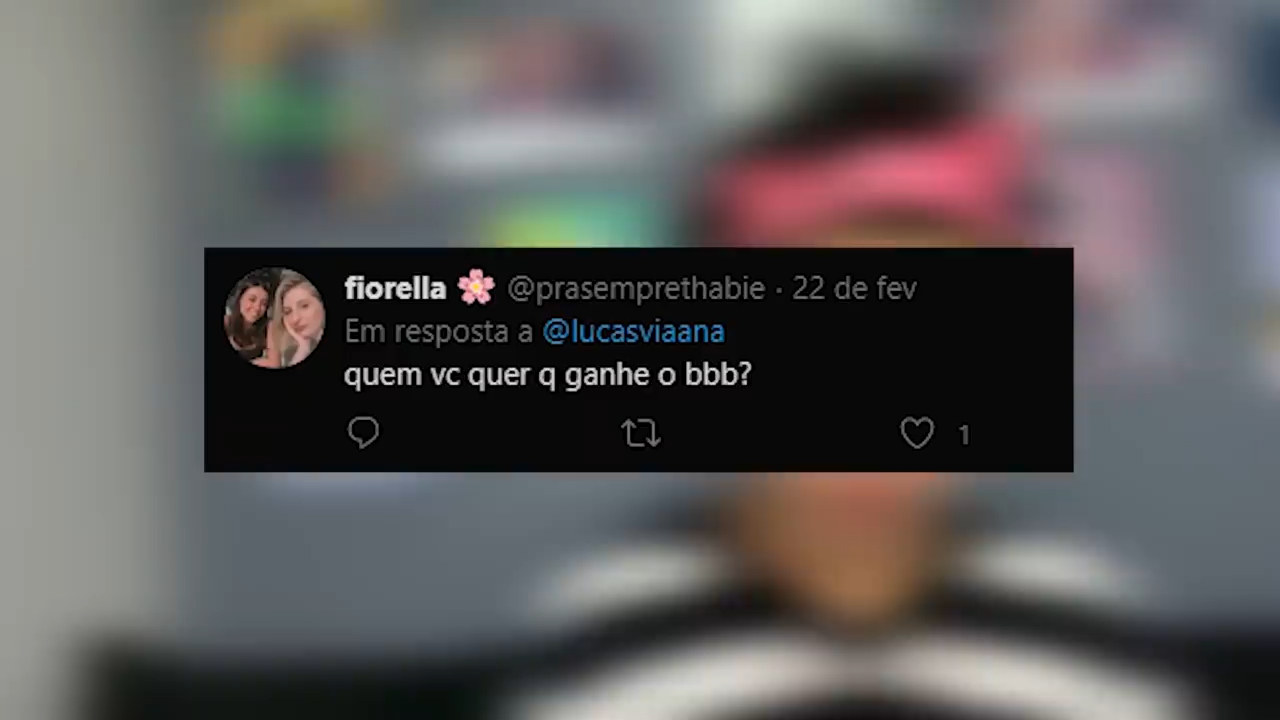 fiorella 🌸 @prasemprethabie · 22 de fev
Em resposta a @lucasviaana
quem vc quer q ganhe o bbb?
1